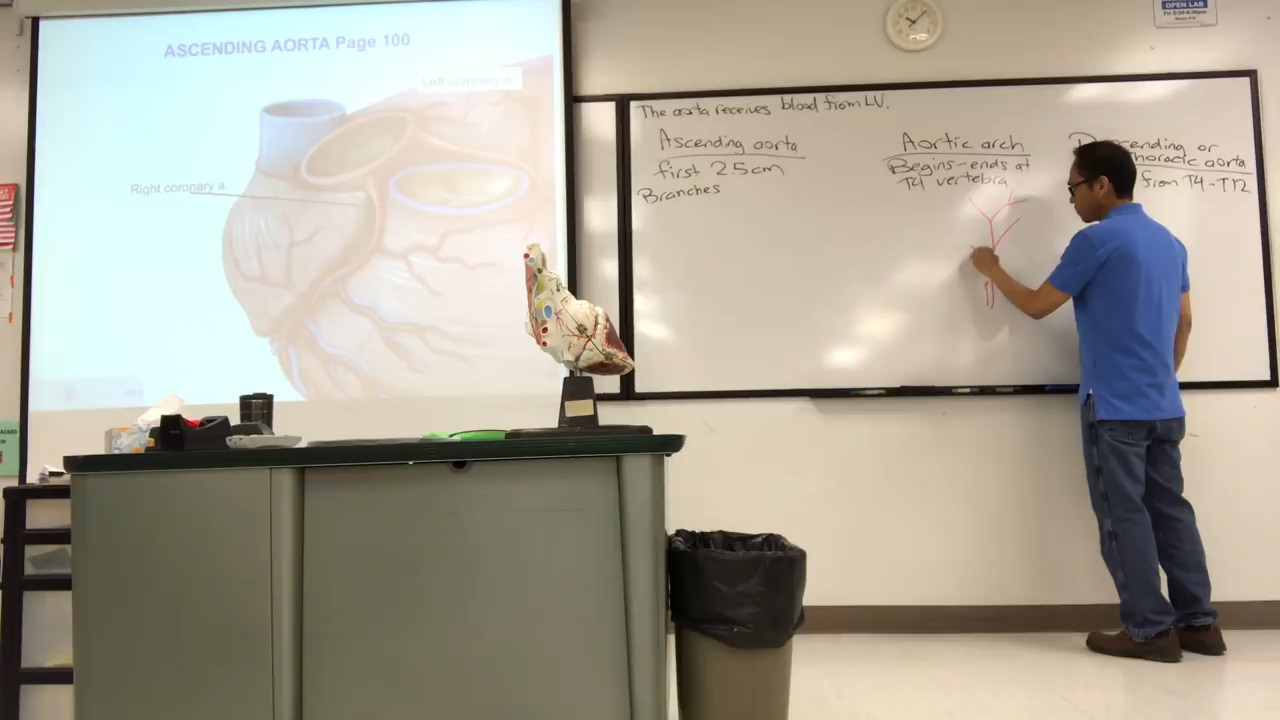 ASCENDING AORTA Page 100
Left coronary a.
Right coronary a.
The aorta receives blood from LV.
Ascending aorta
first 2.5cm
Branches
Aortic arch
Begins-ends at
T4 vertebra
Descending or
thoracic aorta
from T4-T12
OPEN LAB